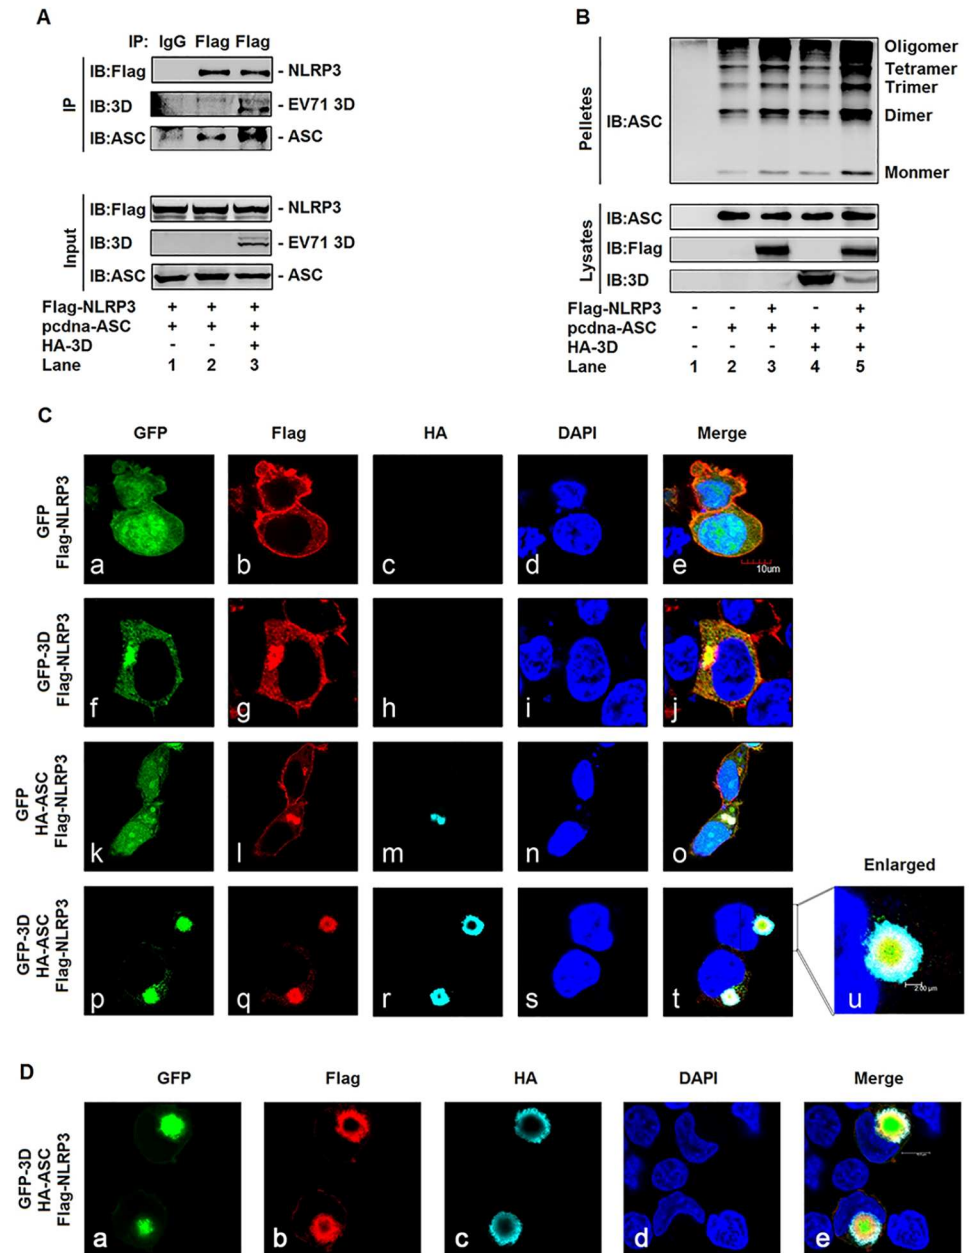 A
IP: IgG Flag Flag
IP
IB:Flag - NLRP3
IB:3D - EV71 3D
IB:ASC - ASC
Input
IB:Flag - NLRP3
IB:3D - EV71 3D
IB:ASC - ASC
Flag-NLRP3 + + +
pcdna-ASC + + +
HA-3D - - +
Lane 1 2 3
B
Pelletes
IB:ASC
Oligomer
Tetramer
Trimer
Dimer
Monmer
Lysates
IB:ASC
IB:Flag
IB:3D
Flag-NLRP3 - - + - +
pcdna-ASC - + + + +
HA-3D - - - + +
Lane 1 2 3 4 5
C
GFP Flag HA DAPI Merge
GFP
Flag-NLRP3
a b c d e
10um
GFP-3D
Flag-NLRP3
f g h i j
GFP
HA-ASC
Flag-NLRP3
k l m n o
Enlarged
GFP-3D
HA-ASC
Flag-NLRP3
p q r s t u
2.00 µm
D
GFP Flag HA DAPI Merge
GFP-3D
HA-ASC
Flag-NLRP3
a b c d e